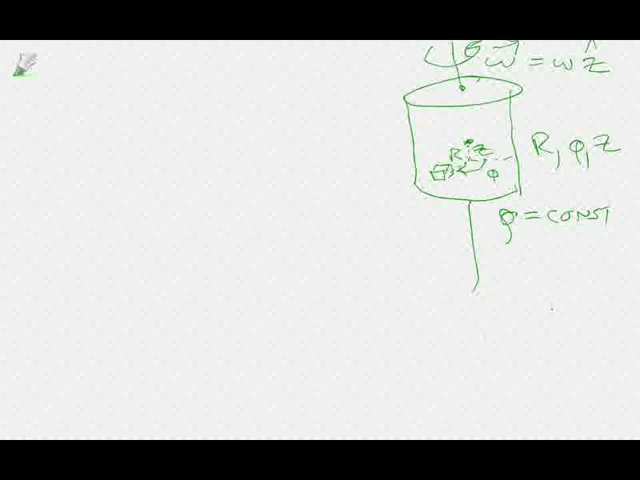 ω⃗ = ω ẑ
R, φ, Z
R Z
φ
ρ = CONST